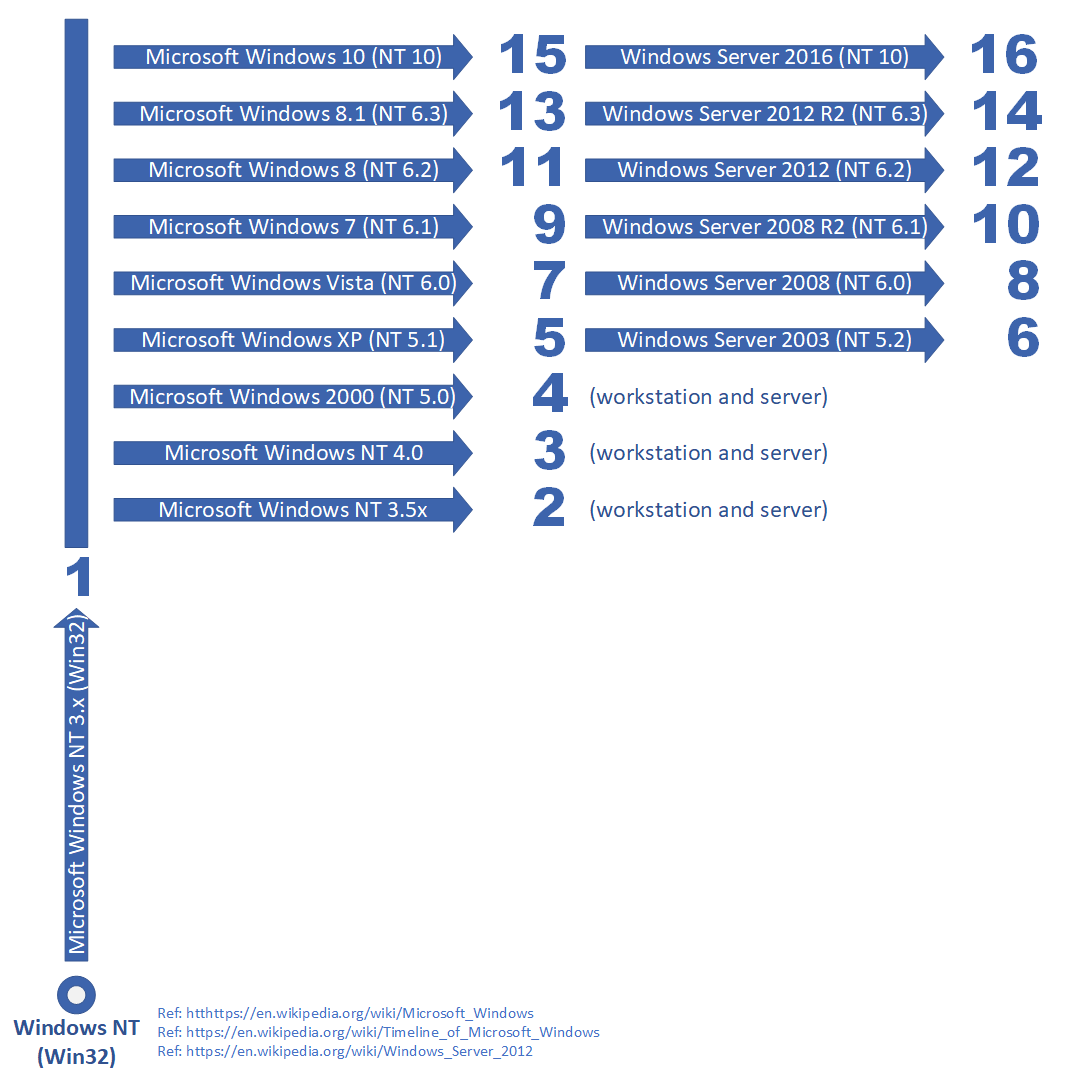 Microsoft Windows 10 (NT 10) 15 Windows Server 2016 (NT 10) 16
Microsoft Windows 8.1 (NT 6.3) 13 Windows Server 2012 R2 (NT 6.3) 14
Microsoft Windows 8 (NT 6.2) 11 Windows Server 2012 (NT 6.2) 12
Microsoft Windows 7 (NT 6.1) 9 Windows Server 2008 R2 (NT 6.1) 10
Microsoft Windows Vista (NT 6.0) 7 Windows Server 2008 (NT 6.0) 8
Microsoft Windows XP (NT 5.1) 5 Windows Server 2003 (NT 5.2) 6
Microsoft Windows 2000 (NT 5.0) 4 (workstation and server)
Microsoft Windows NT 4.0 3 (workstation and server)
Microsoft Windows NT 3.5x 2 (workstation and server)
1
Microsoft Windows NT 3.x (Win32)
Windows NT
(Win32)
Ref: htthttps://en.wikipedia.org/wiki/Microsoft_Windows
Ref: https://en.wikipedia.org/wiki/Timeline_of_Microsoft_Windows
Ref: https://en.wikipedia.org/wiki/Windows_Server_2012